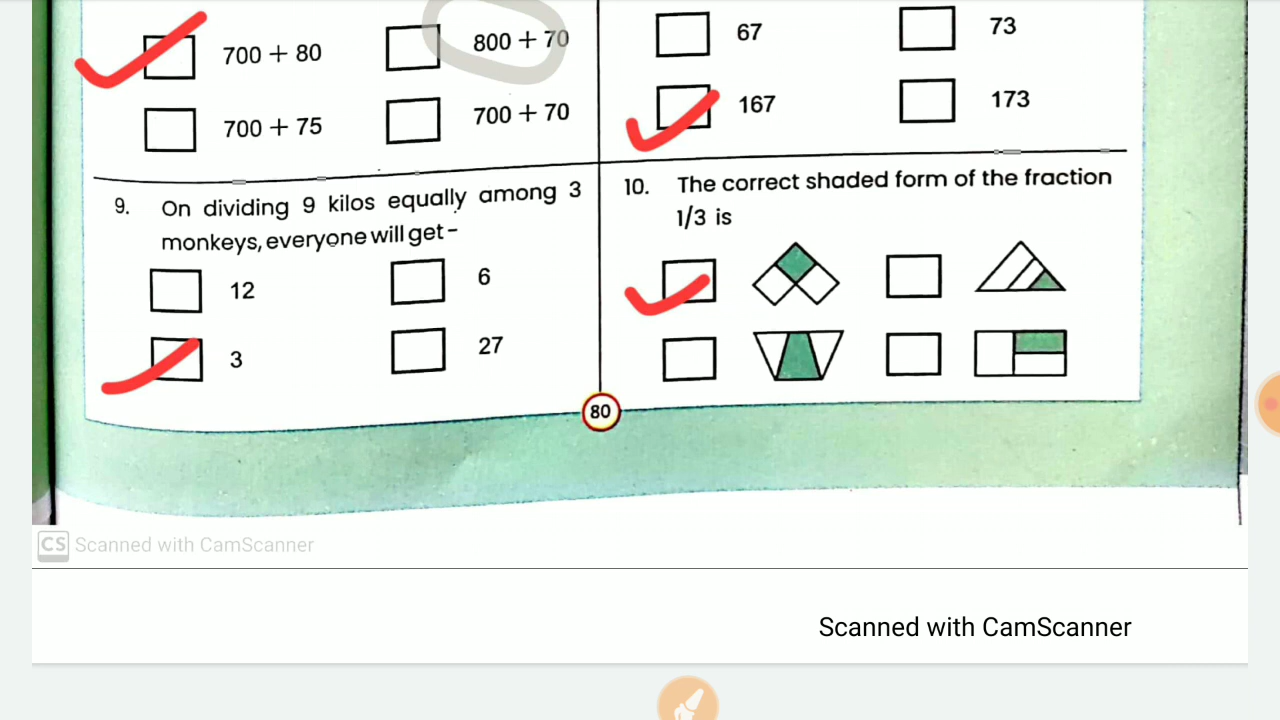 700 + 80
800 + 70
700 + 75
700 + 70
67
73
167
173
9. On dividing 9 kilos equally among 3
monkeys, everyone will get -
12
6
3
27
10. The correct shaded form of the fraction
1/3 is
80
CS Scanned with CamScanner
Scanned with CamScanner